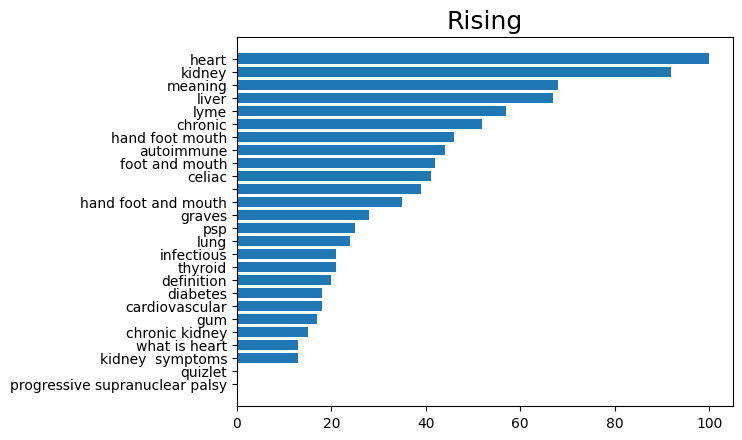 Rising
heart
kidney
meaning
liver
lyme
chronic
hand foot mouth
autoimmune
foot and mouth
celiac
hand foot and mouth
graves
psp
lung
infectious
thyroid
definition
diabetes
cardiovascular
gum
chronic kidney
what is heart
kidney  symptoms
quizlet
progressive supranuclear palsy
0 20 40 60 80 100